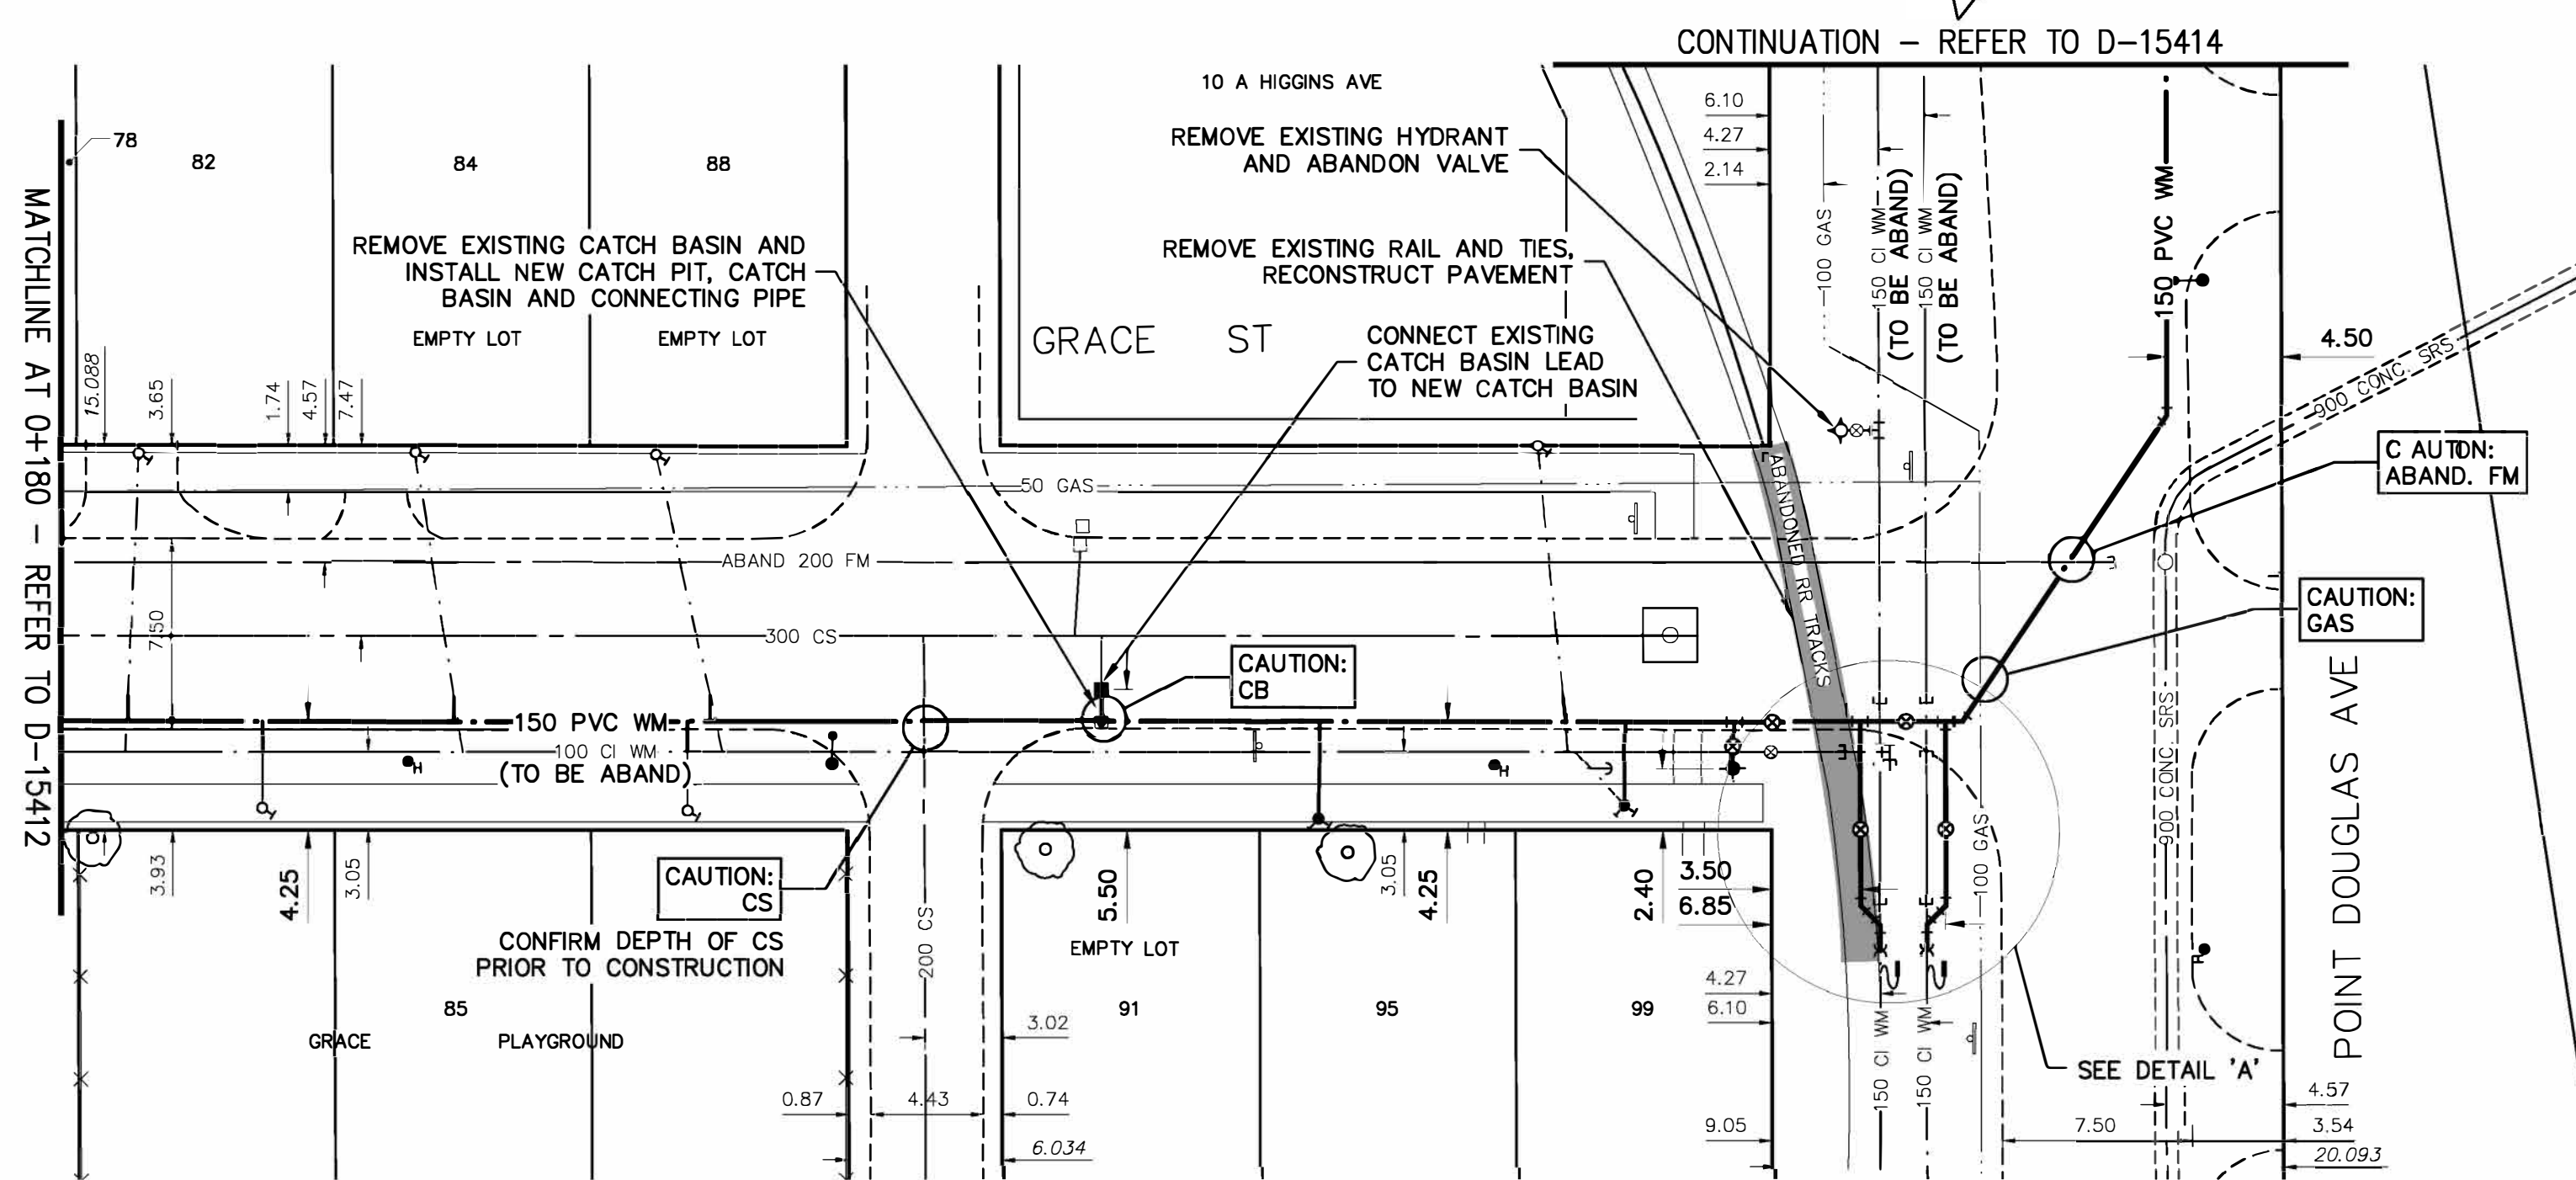 CONTINUATION – REFER TO D–15414
10 A HIGGINS AVE
REMOVE EXISTING HYDRANT
AND ABANDON VALVE
6.10
4.27
2.14
78
82
84
88
REMOVE EXISTING CATCH BASIN AND
INSTALL NEW CATCH PIT, CATCH
BASIN AND CONNECTING PIPE
EMPTY LOT
EMPTY LOT
REMOVE EXISTING RAIL AND TIES,
RECONSTRUCT PAVEMENT
GRACE ST
CONNECT EXISTING
CATCH BASIN LEAD
TO NEW CATCH BASIN
100 GAS
150 CI WM
(TO BE ABAND)
150 CI WM
(TO BE ABAND)
150 PVC WM
4.50
900 CONC. SRS
MATCHLINE AT 0+180 – REFER TO D–15412
15.088
3.65
1.74
4.57
7.47
50 GAS
ABAND 200 FM
300 CS
7.50
ABANDONED RR TRACKS
C AUTON:
ABAND. FM
CAUTION:
GAS
CAUTION:
CB
150 PVC WM
100 CI WM
(TO BE ABAND)
H
H
900 CONC. SRS
POINT DOUGLAS AVE
3.93
4.25
3.05
CAUTION:
CS
CONFIRM DEPTH OF CS
PRIOR TO CONSTRUCTION
200 CS
5.50
3.05
4.25
2.40
3.50
6.85
100 GAS
EMPTY LOT
85
GRACE PLAYGROUND
91
95
99
4.27
6.10
3.02
0.87
4.43
0.74
6.034
9.05
150 CI WM
150 CI WM
SEE DETAIL 'A'
H
4.57
7.50
3.54
20.093